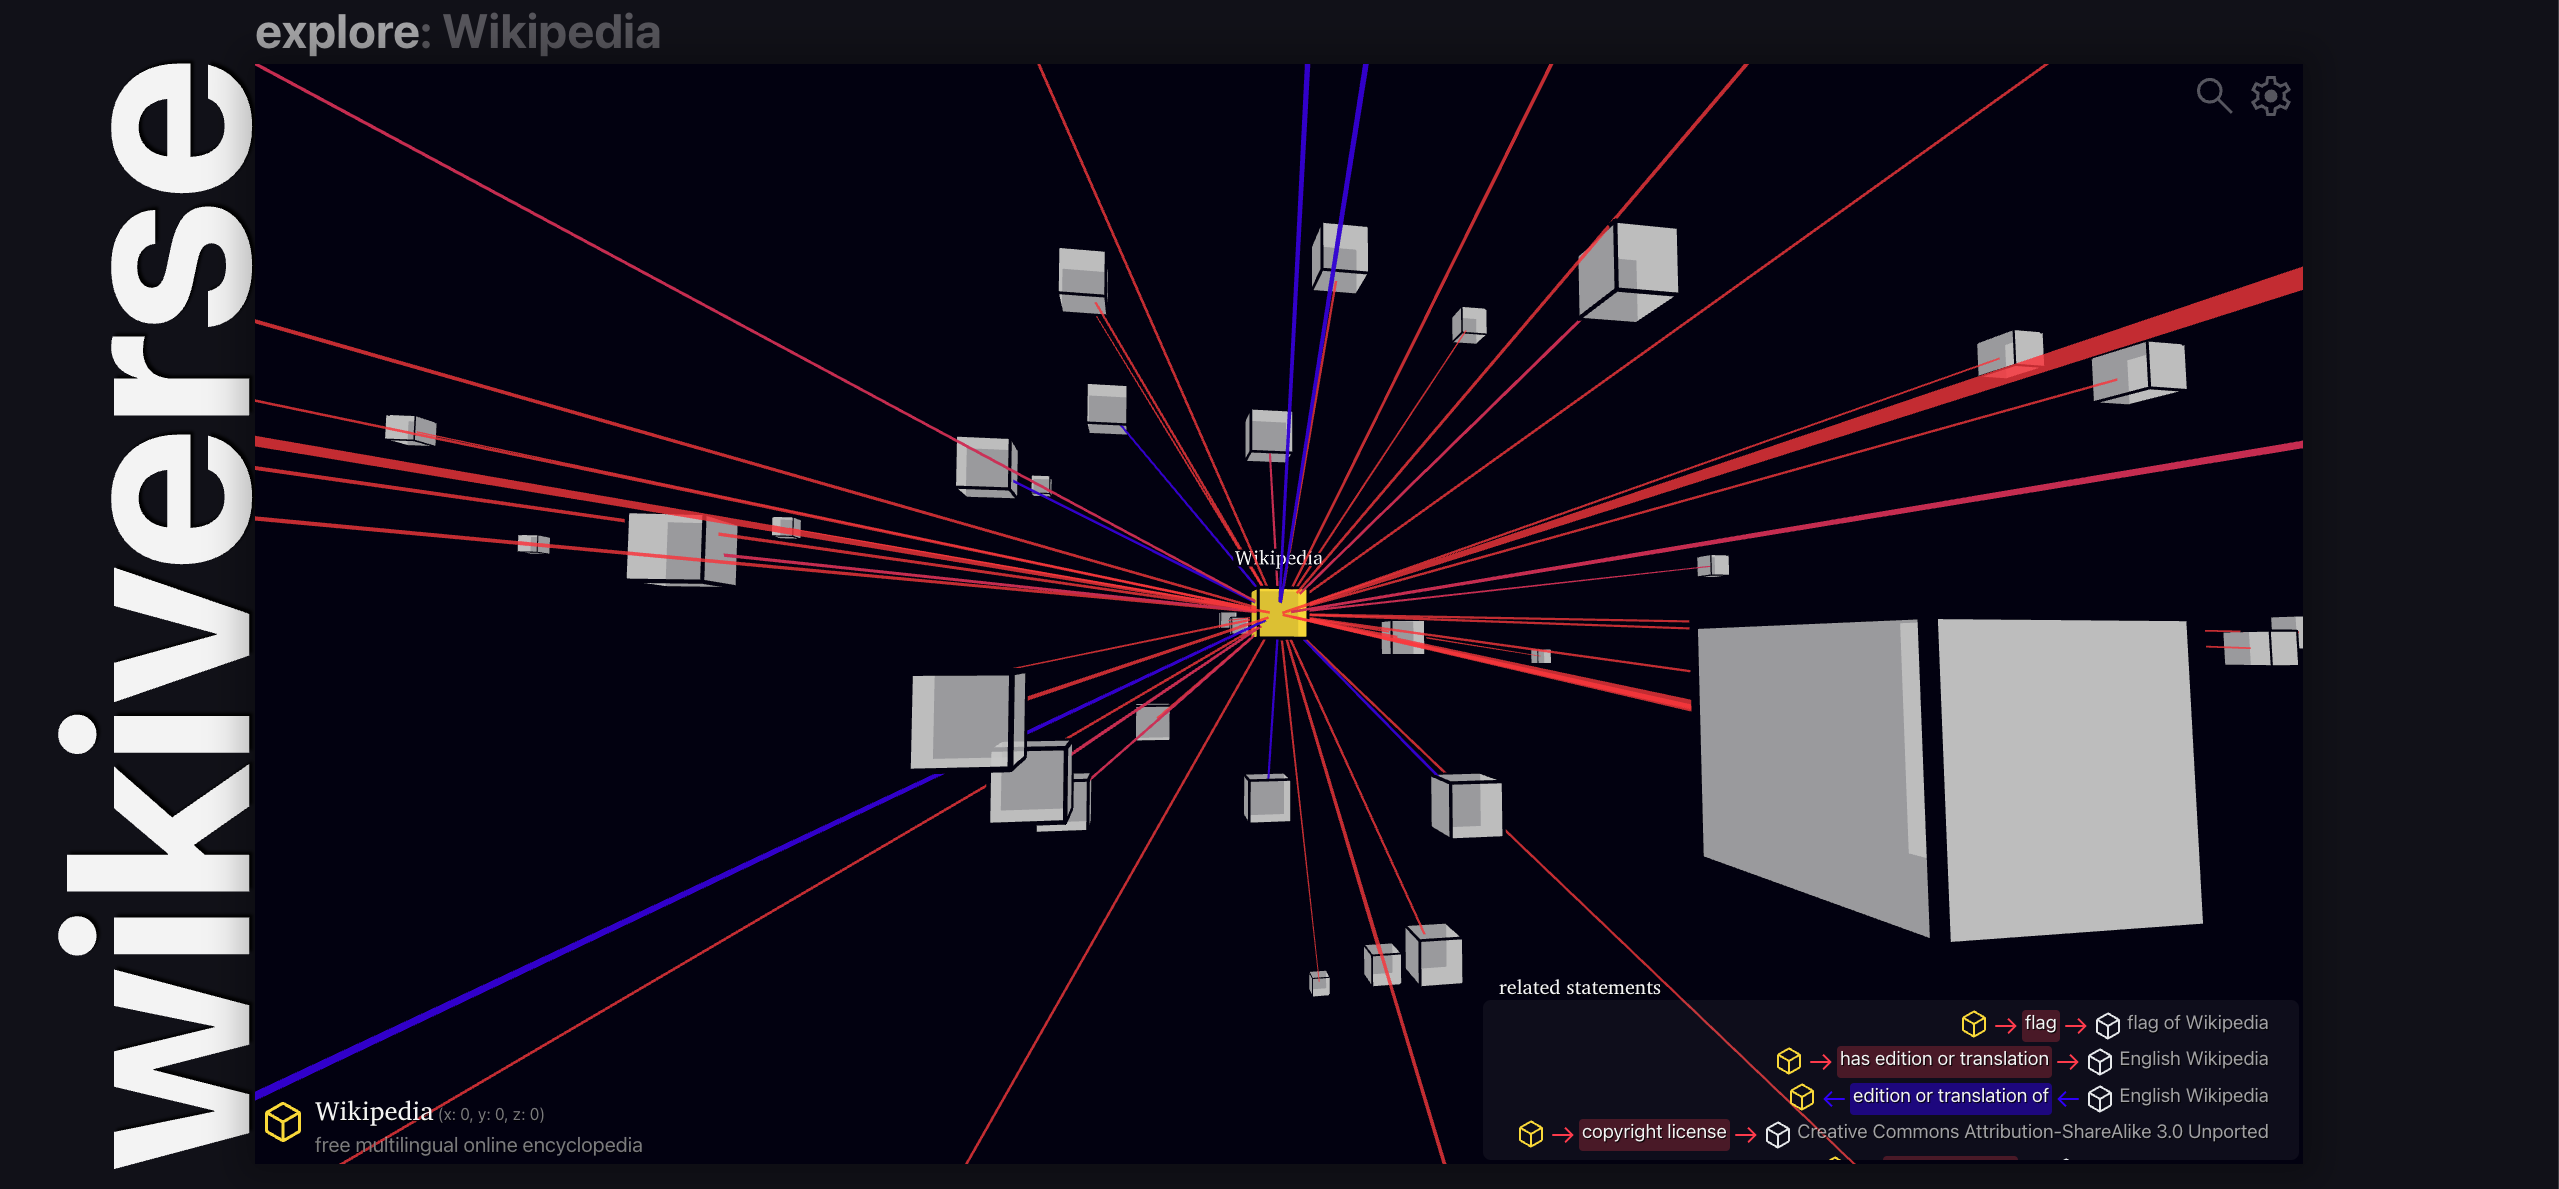 explore: Wikipedia
wikiverse
Wikipedia
related statements
flag flag of Wikipedia
has edition or translation English Wikipedia
edition or translation of English Wikipedia
copyright license Creative Commons Attribution-ShareAlike 3.0 Unported
Wikipedia (x: 0, y: 0, z: 0)
free multilingual online encyclopedia